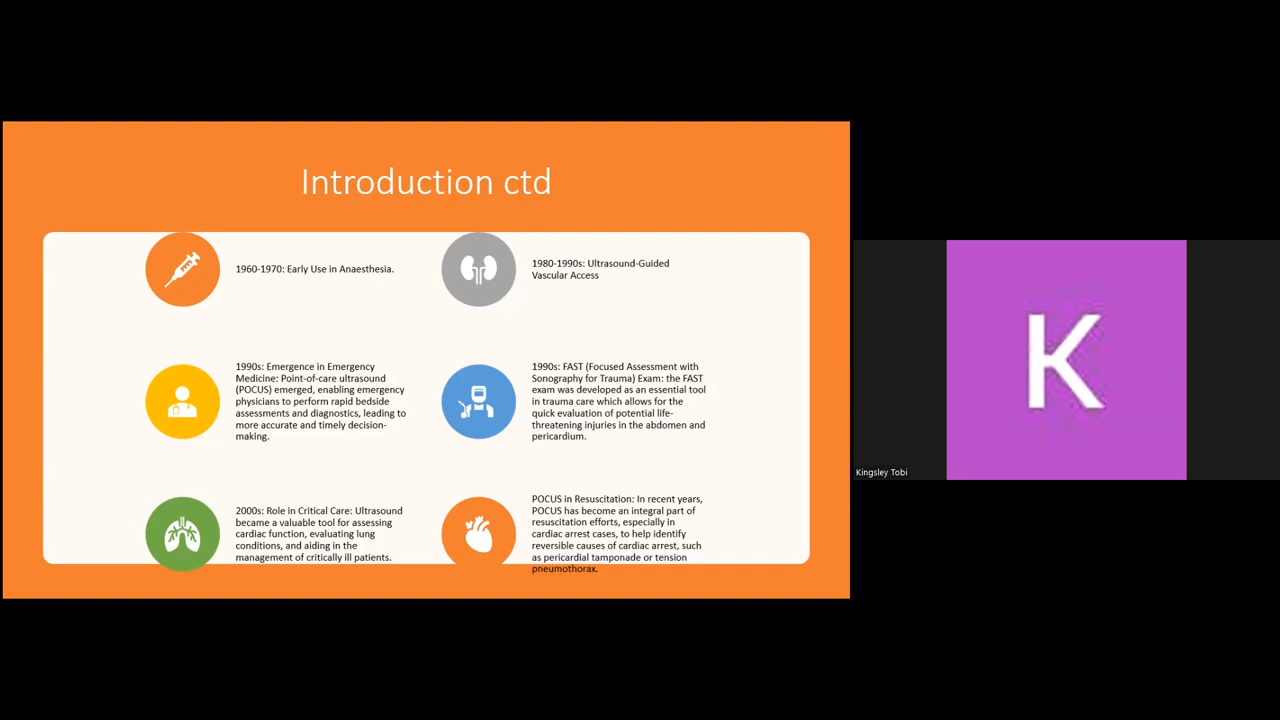 Introduction ctd
1960-1970: Early Use in Anaesthesia.
1980-1990s: Ultrasound-Guided
Vascular Access
1990s: Emergence in Emergency
Medicine: Point-of-care ultrasound
(POCUS) emerged, enabling emergency
physicians to perform rapid bedside
assessments and diagnostics, leading to
more accurate and timely decision-
making.
1990s: FAST (Focused Assessment with
Sonography for Trauma) Exam: the FAST
exam was developed as an essential tool
in trauma care which allows for the
quick evaluation of potential life-
threatening injuries in the abdomen and
pericardium.
2000s: Role in Critical Care: Ultrasound
became a valuable tool for assessing
cardiac function, evaluating lung
conditions, and aiding in the
management of critically ill patients.
POCUS in Resuscitation: In recent years,
POCUS has become an integral part of
resuscitation efforts, especially in
cardiac arrest cases, to help identify
reversible causes of cardiac arrest, such
as pericardial tamponade or tension
pneumothorax.
K
Kingsley Tobi